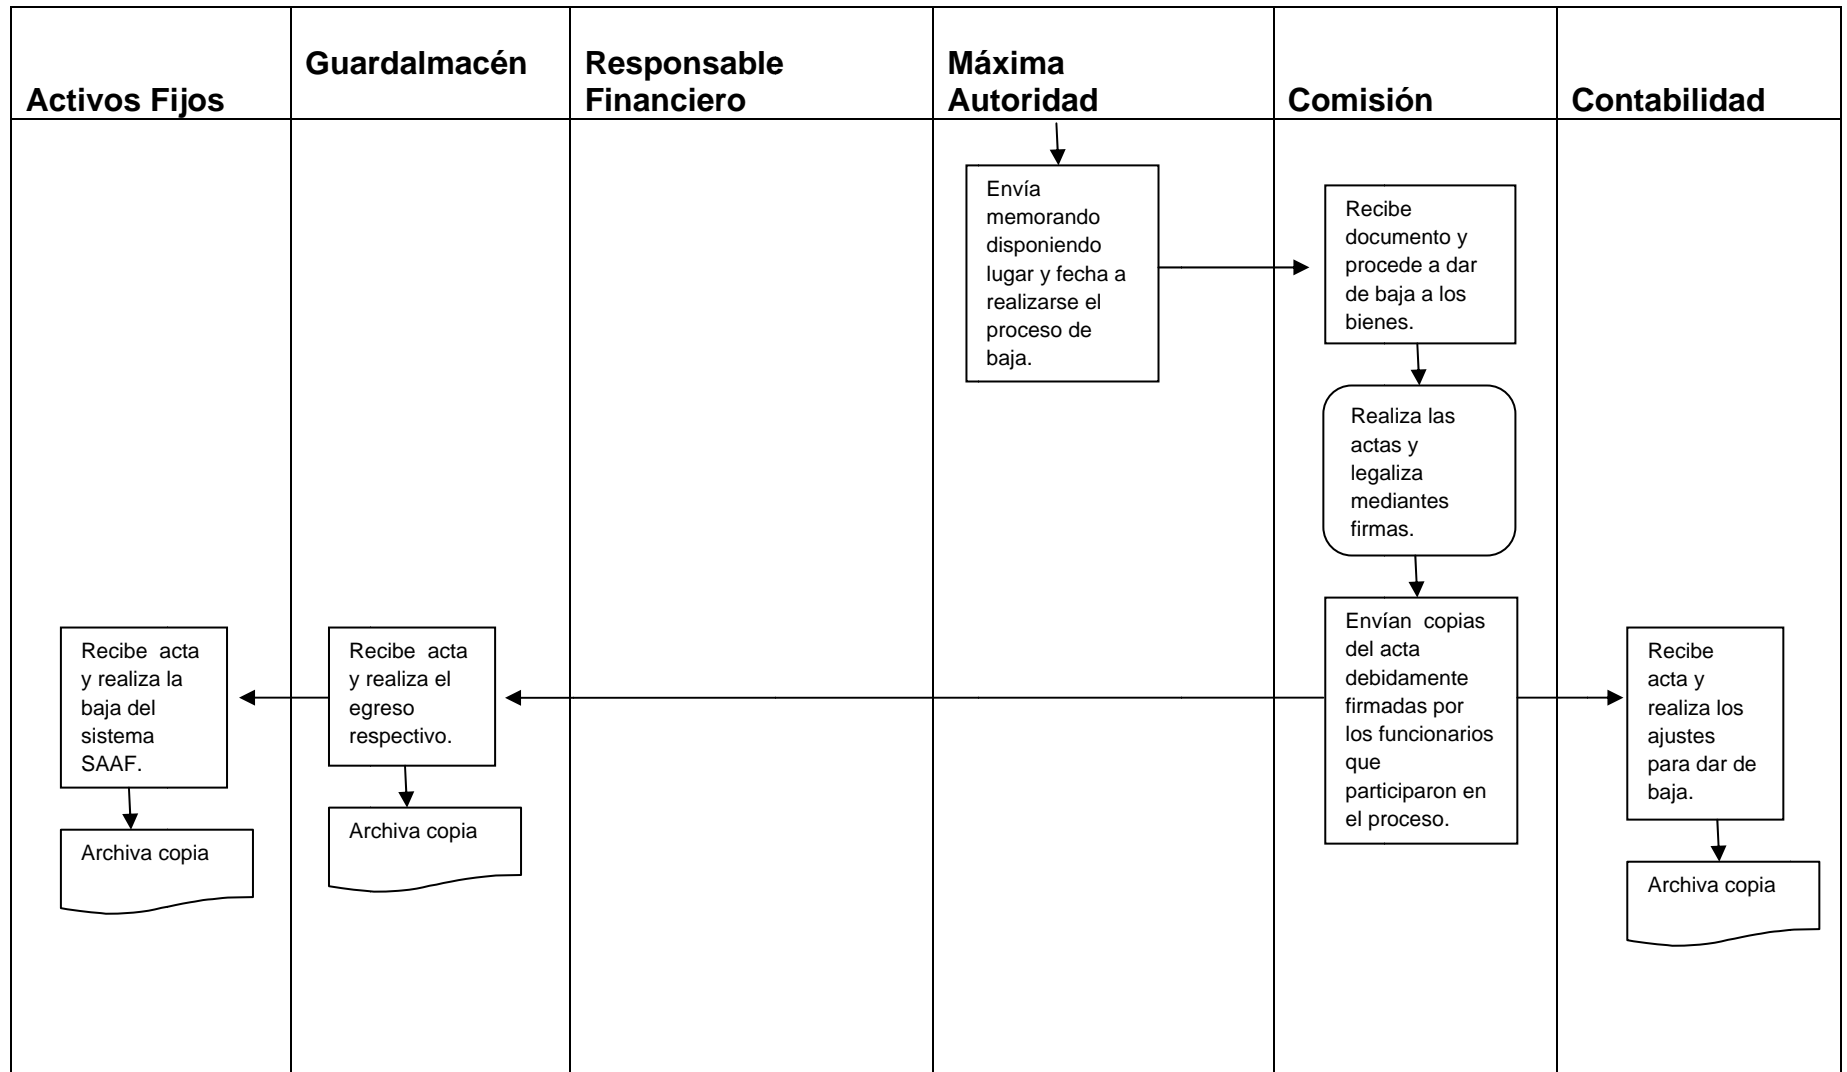 Activos Fijos
Guardalmacén
Responsable
Financiero
Máxima
Autoridad
Comisión
Contabilidad
Envía
memorando
disponiendo
lugar y fecha a
realizarse el
proceso de
baja.
Recibe
documento y
procede a dar
de baja a los
bienes.
Realiza las
actas y
legaliza
mediantes
firmas.
Envían copias
del acta
debidamente
firmadas por
los funcionarios
que
participaron en
el proceso.
Recibe acta
y realiza la
baja del
sistema
SAAF.
Archiva copia
Recibe acta
y realiza el
egreso
respectivo.
Archiva copia
Recibe
acta y
realiza los
ajustes
para dar de
baja.
Archiva copia